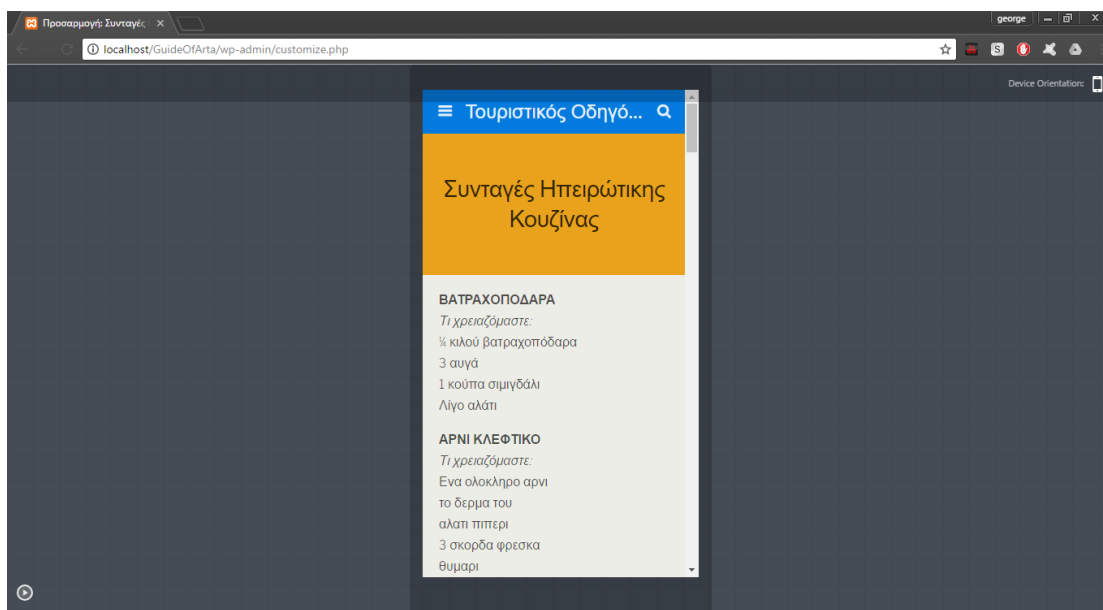 Προσαρμογή: Συνταγές
george
localhost/GuideOfArta/wp-admin/customize.php
S
Device Orientation:
Τουριστικός Οδηγό...
Συνταγές Ηπειρώτικης
Κουζίνας
ΒΑΤΡΑΧΟΠΟΔΑΡΑ
Τι χρειαζόμαστε:
¼ κιλού βατραχοπόδαρα
3 αυγά
1 κούπα σιμιγδάλι
Λίγο αλάτι
ΑΡΝΙ ΚΛΕΦΤΙΚΟ
Τι χρειαζόμαστε:
Ενα ολοκληρο αρνι
το δερμα του
αλατι πιπερι
3 σκορδα φρεσκα
θυμαρι